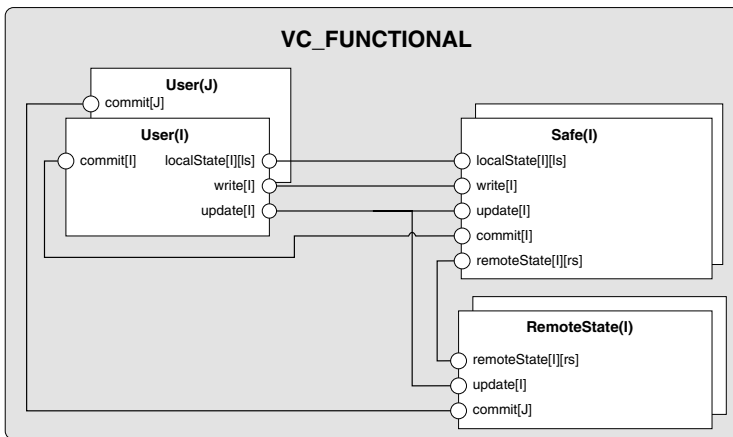 VC_FUNCTIONAL
User(J)
commit[J]
User(I)
commit[I]
localState[I][ls]
write[I]
update[I]
Safe(I)
localState[I][ls]
write[I]
update[I]
commit[I]
remoteState[I][rs]
RemoteState(I)
remoteState[I][rs]
update[I]
commit[J]